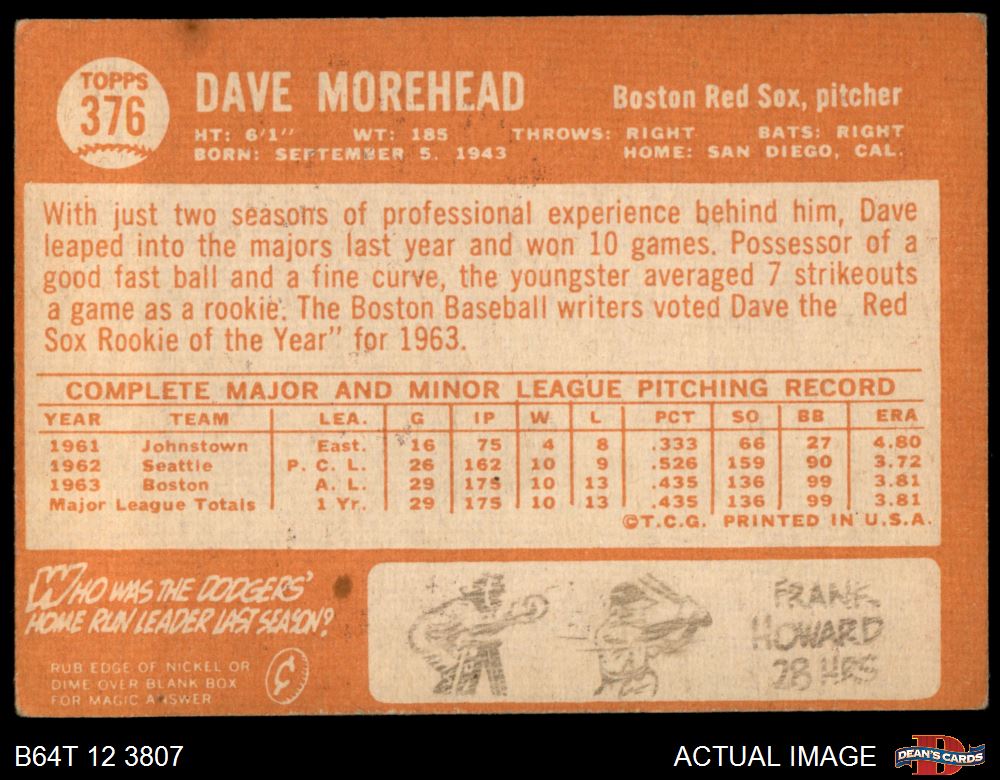 TOPPS
376
DAVE MOREHEAD
Boston Red Sox, pitcher
HT: 6'1" WT: 185 THROWS: RIGHT BATS: RIGHT
BORN: SEPTEMBER 5, 1943 HOME: SAN DIEGO, CAL.
With just two seasons of professional experience behind him, Dave
leaped into the majors last year and won 10 games. Possessor of a
good fast ball and a fine curve, the youngster averaged 7 strikeouts
a game as a rookie. The Boston Baseball writers voted Dave the Red
Sox Rookie of the Year" for 1963.
COMPLETE MAJOR AND MINOR LEAGUE PITCHING RECORD
YEAR TEAM LEA. G IP W L PCT SO BB ERA
1961 Johnstown East. 16 75 4 8 .333 66 27 4.80
1962 Seattle P. C. L. 26 162 10 9 .526 159 90 3.72
1963 Boston A. L. 29 175 10 13 .435 136 99 3.81
Major League Totals 1 Yr. 29 175 10 13 .435 136 99 3.81
©T.C.G. PRINTED IN U.S.A.
WHO WAS THE DODGERS'
HOME RUN LEADER LAST SEASON?
RUB EDGE OF NICKEL OR
DIME OVER BLANK BOX
FOR MAGIC ANSWER
FRANK
HOWARD
28 HRS
B64T 12 3807
ACTUAL IMAGE
DEAN'S CARDS